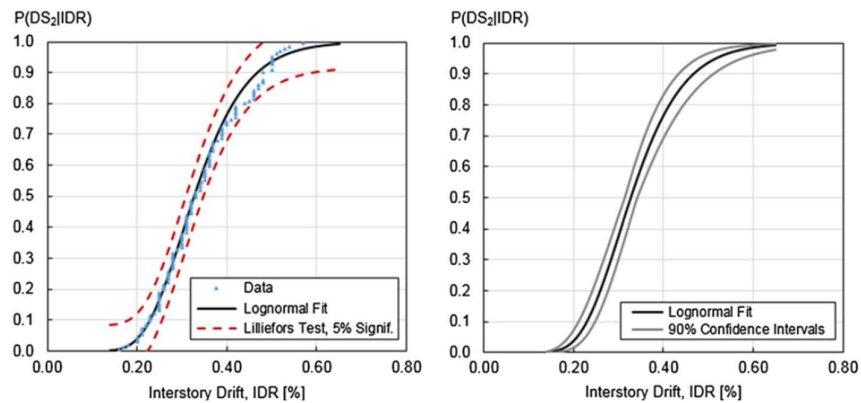 P(DS2|IDR)
1.0
0.9
0.8
0.7
0.6
0.5
0.4
0.3
0.2
0.1
0.0
Data
Lognormal Fit
Lilliefors Test, 5% Signif.
0.00 0.20 0.40 0.60 0.80
Interstory Drift, IDR [%]
P(DS2|IDR)
1.0
0.9
0.8
0.7
0.6
0.5
0.4
0.3
0.2
0.1
0.0
Lognormal Fit
90% Confidence Intervals
0.00 0.20 0.40 0.60 0.80
Interstory Drift, IDR [%]